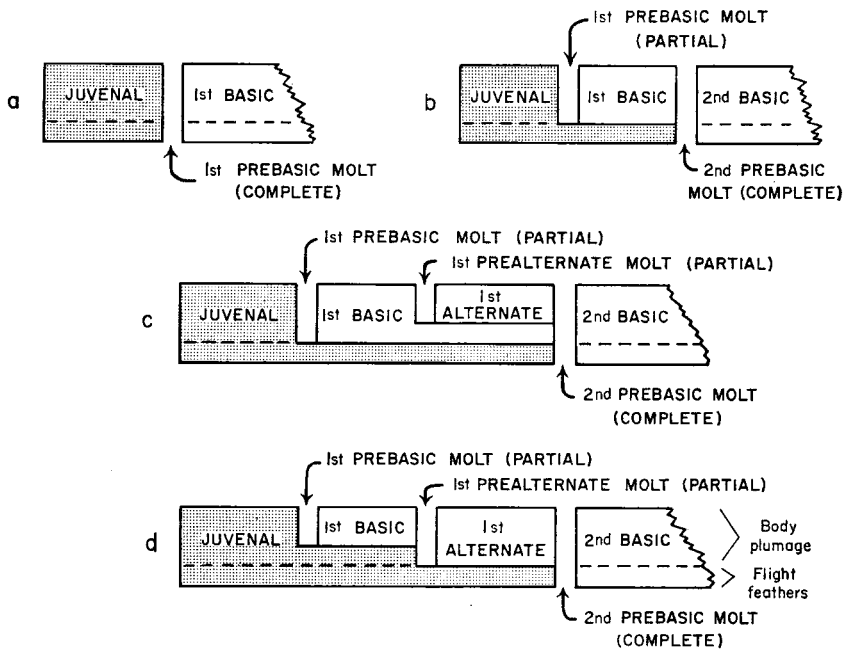 a
JUVENAL
1st BASIC
1st PREBASIC MOLT
(COMPLETE)
b
1st PREBASIC MOLT
(PARTIAL)
JUVENAL
1st BASIC
2nd BASIC
2nd PREBASIC
MOLT (COMPLETE)
c
1st PREBASIC MOLT (PARTIAL)
1st PREALTERNATE MOLT (PARTIAL)
JUVENAL
1st BASIC
1st
ALTERNATE
2nd BASIC
2nd PREBASIC MOLT
(COMPLETE)
d
1st PREBASIC MOLT (PARTIAL)
1st PREALTERNATE MOLT (PARTIAL)
JUVENAL
1st BASIC
1st
ALTERNATE
2nd BASIC
Body
plumage
Flight
feathers
2nd PREBASIC MOLT
(COMPLETE)